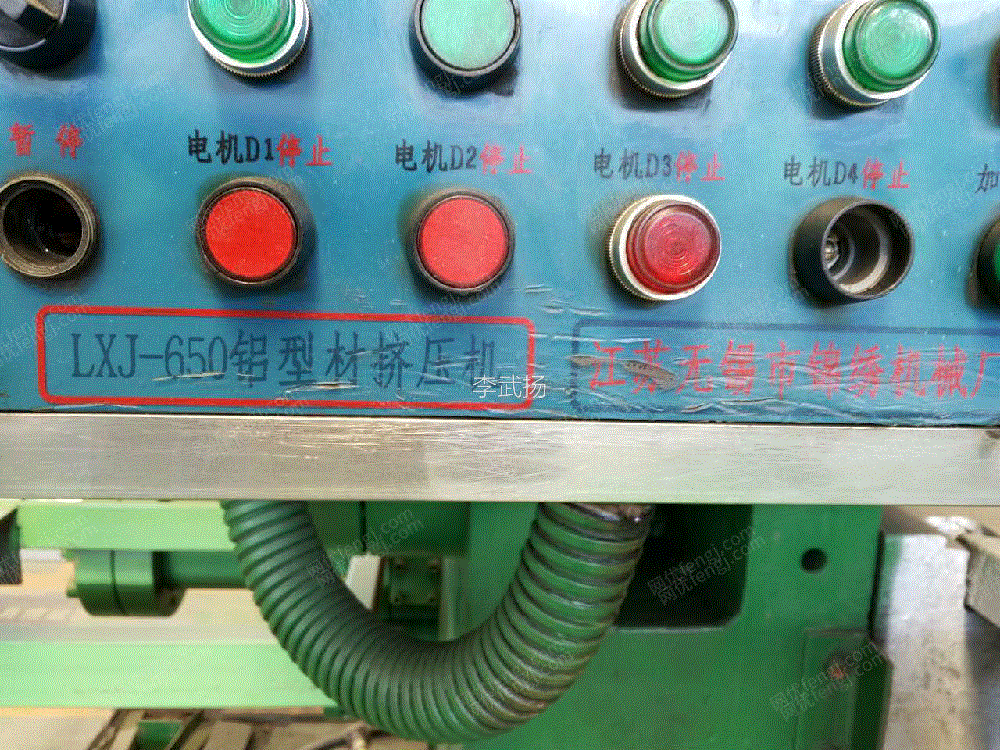 暂停
电机D1停止
电机D2停止
电机D3停止
电机D4停止
加
LXJ-650铝型材挤压机
江苏无锡市锦绣机械厂
李武扬